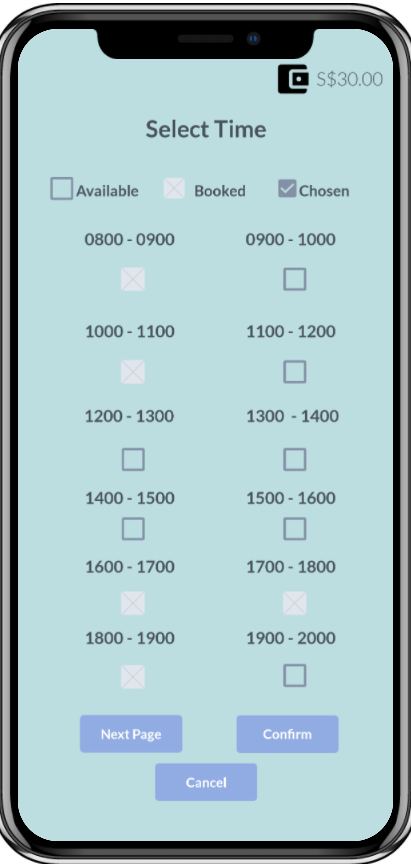 S$30.00
Select Time
Available Booked Chosen
0800 - 0900 0900 - 1000
1000 - 1100 1100 - 1200
1200 - 1300 1300 - 1400
1400 - 1500 1500 - 1600
1600 - 1700 1700 - 1800
1800 - 1900 1900 - 2000
Next Page Confirm
Cancel